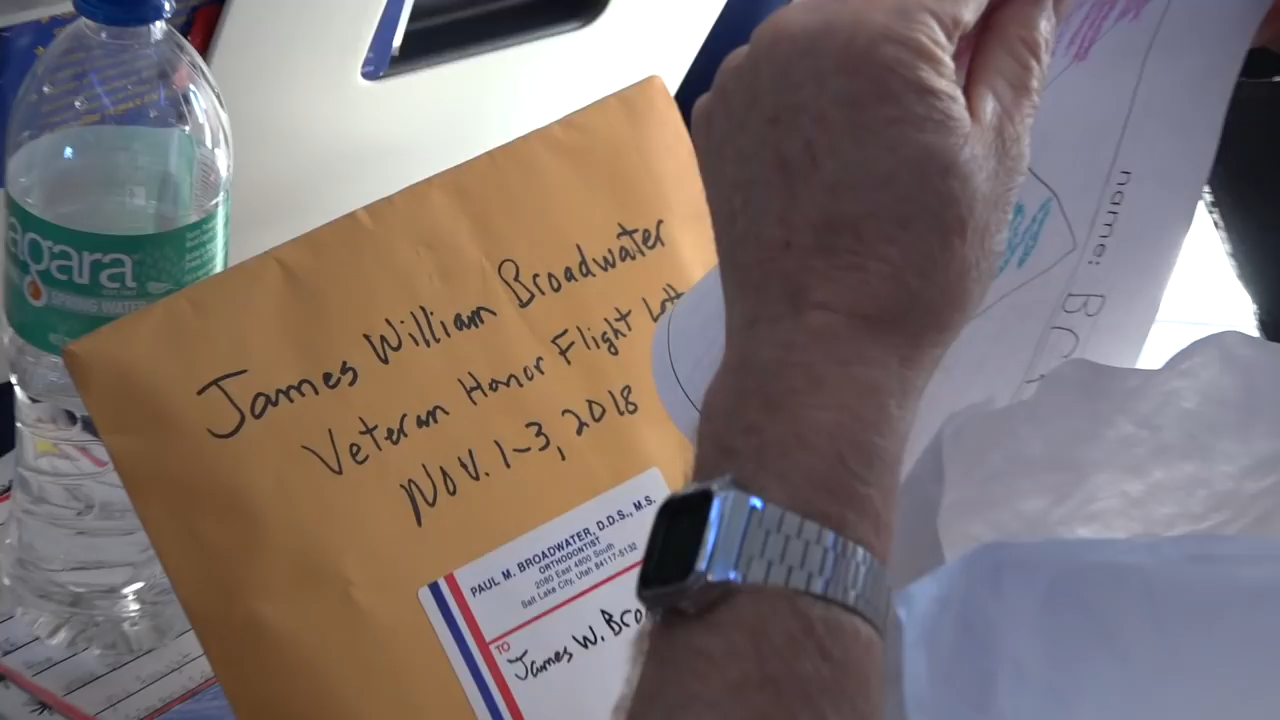 agara
SPRING WATER
James William Broadwater
Veteran Honor Flight
Nov. 1-3, 2018
PAUL M. BROADWATER, D.D.S., M.S.
ORTHODONTIST
2080 East 4800 South
Salt Lake City, Utah 84117-5132
TO
James W. Bro
name: